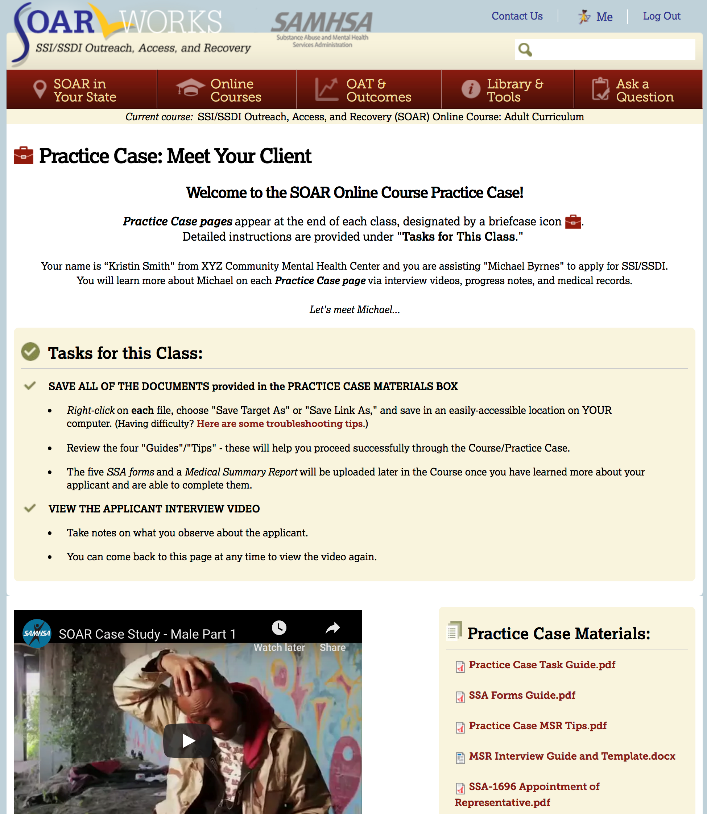 SOAR WORKS
SSI/SSDI Outreach, Access, and Recovery
SAMHSA
Substance Abuse and Mental Health
Services Administration
Contact Us
Me
Log Out
SOAR in
Your State
Online
Courses
OAT &
Outcomes
Library &
Tools
Ask a
Question
Current course: SSI/SSDI Outreach, Access, and Recovery (SOAR) Online Course: Adult Curriculum
Practice Case: Meet Your Client
Welcome to the SOAR Online Course Practice Case!
Practice Case pages appear at the end of each class, designated by a briefcase icon .
Detailed instructions are provided under "Tasks for This Class."
Your name is "Kristin Smith" from XYZ Community Mental Health Center and you are assisting "Michael Byrnes" to apply for SSI/SSDI.
You will learn more about Michael on each Practice Case page via interview videos, progress notes, and medical records.
Let's meet Michael...
Tasks for this Class:
SAVE ALL OF THE DOCUMENTS provided in the PRACTICE CASE MATERIALS BOX
• Right-click on each file, choose "Save Target As" or "Save Link As," and save in an easily-accessible location on YOUR
computer. (Having difficulty? Here are some troubleshooting tips.)
• Review the four "Guides"/"Tips" - these will help you proceed successfully through the Course/Practice Case.
• The five SSA forms and a Medical Summary Report will be uploaded later in the Course once you have learned more about your
applicant and are able to complete them.
VIEW THE APPLICANT INTERVIEW VIDEO
• Take notes on what you observe about the applicant.
• You can come back to this page at any time to view the video again.
SAMHSA
SOAR Case Study - Male Part 1
Watch later
Share
Practice Case Materials:
Practice Case Task Guide.pdf
SSA Forms Guide.pdf
Practice Case MSR Tips.pdf
MSR Interview Guide and Template.docx
SSA-1696 Appointment of
Representative.pdf